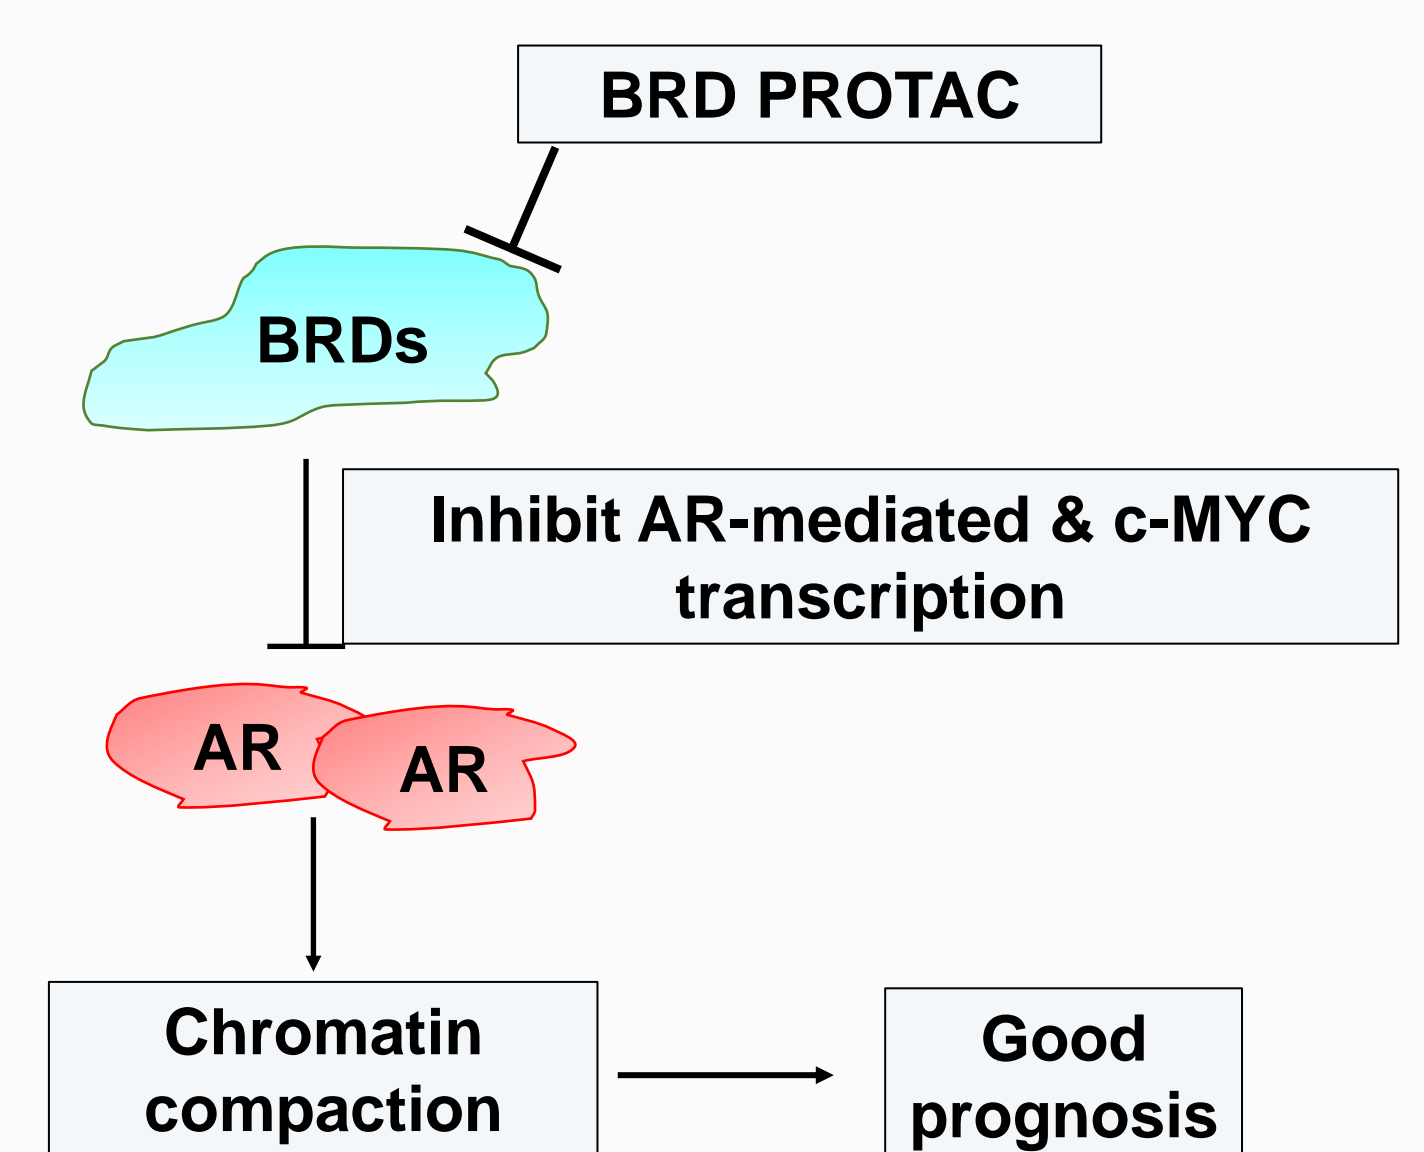 BRD PROTAC
BRDs
Inhibit AR-mediated & c-MYC
transcription
AR
AR
Chromatin
compaction
Good
prognosis